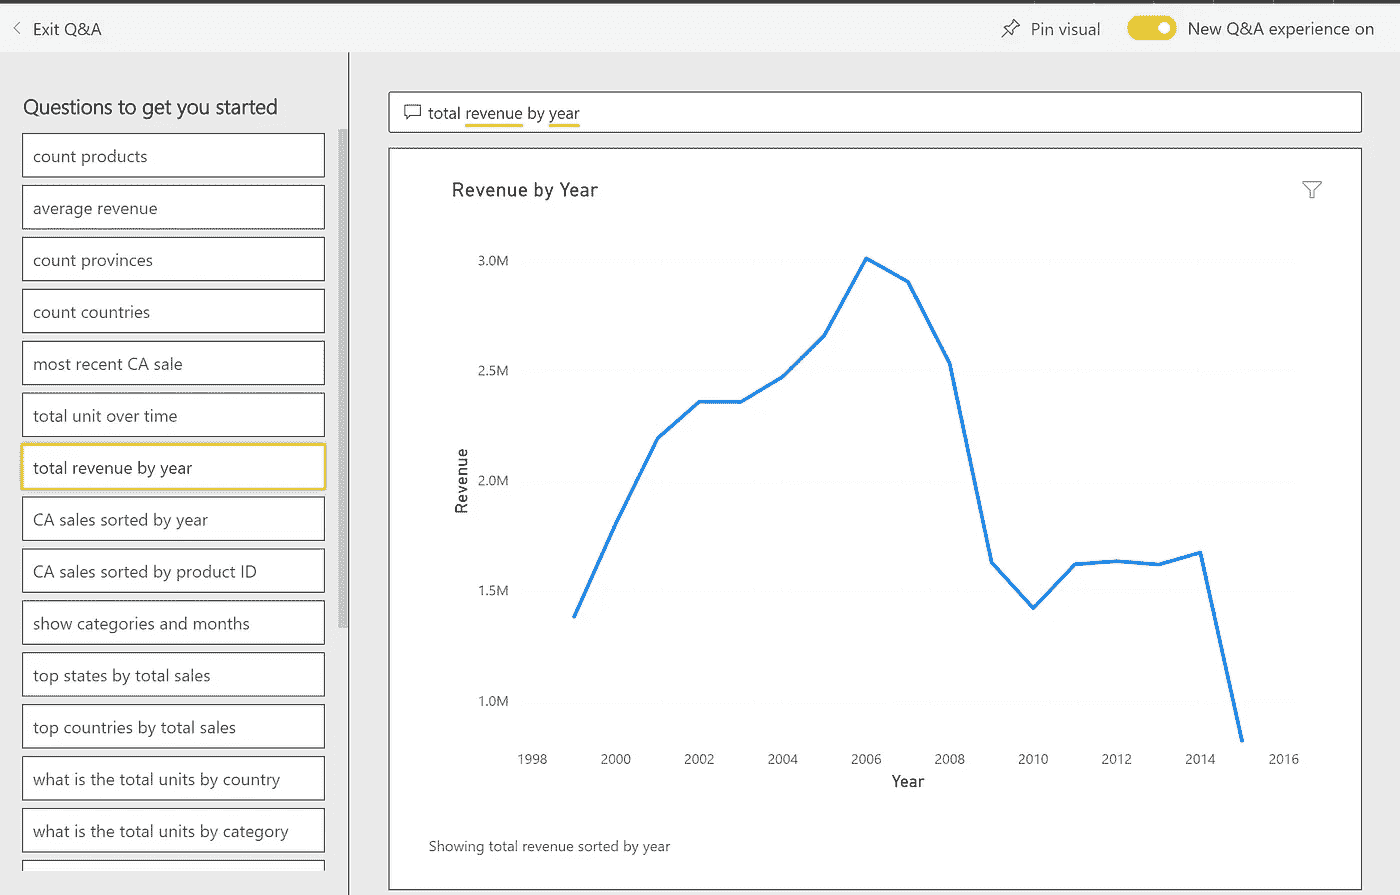 Exit Q&A
Pin visual
New Q&A experience on
Questions to get you started
count products
average revenue
count provinces
count countries
most recent CA sale
total unit over time
total revenue by year
CA sales sorted by year
CA sales sorted by product ID
show categories and months
top states by total sales
top countries by total sales
what is the total units by country
what is the total units by category
total revenue by year
Revenue by Year
3.0M
2.5M
2.0M
1.5M
1.0M
Revenue
1998 2000 2002 2004 2006 2008 2010 2012 2014 2016
Year
Showing total revenue sorted by year